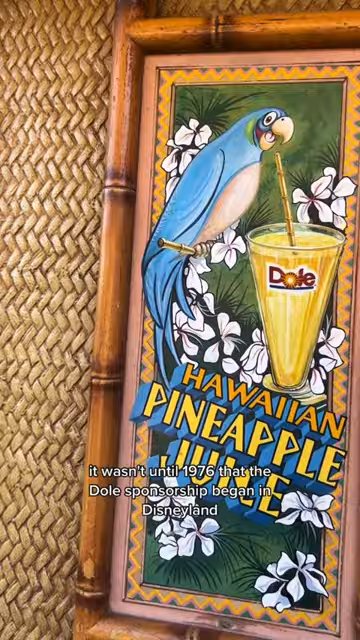 Dole
HAWAIIAN
PINEAPPLE
JUICE
it wasn't until 1976 that the
Dole sponsorship began in
Disneyland